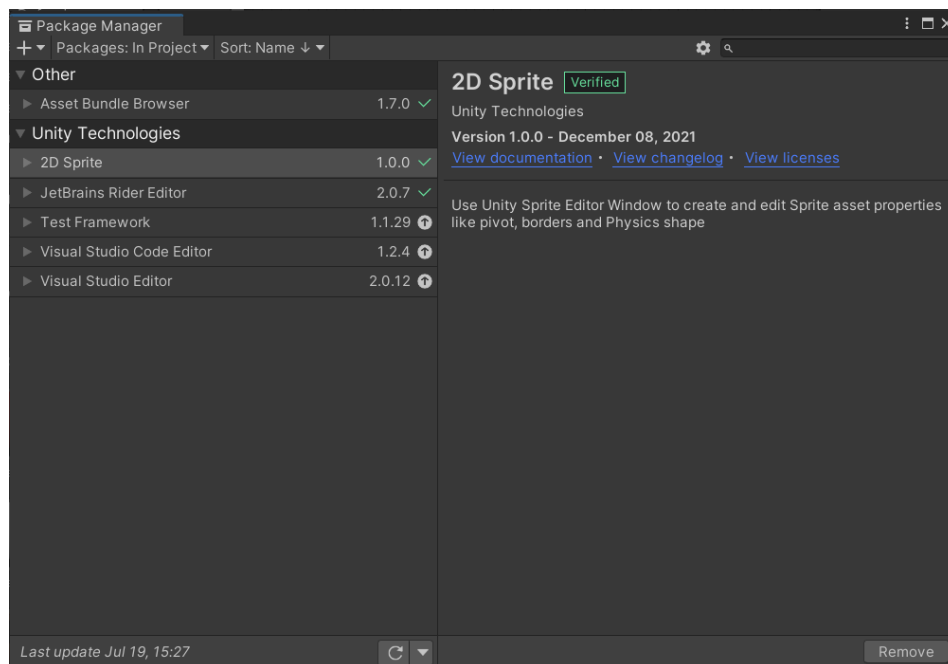 Package Manager
Packages: In Project Sort: Name ↓
Other
Asset Bundle Browser 1.7.0
Unity Technologies
2D Sprite 1.0.0
JetBrains Rider Editor 2.0.7
Test Framework 1.1.29
Visual Studio Code Editor 1.2.4
Visual Studio Editor 2.0.12
Last update Jul 19, 15:27
2D Sprite Verified
Unity Technologies
Version 1.0.0 - December 08, 2021
View documentation • View changelog • View licenses
Use Unity Sprite Editor Window to create and edit Sprite asset properties
like pivot, borders and Physics shape
Remove